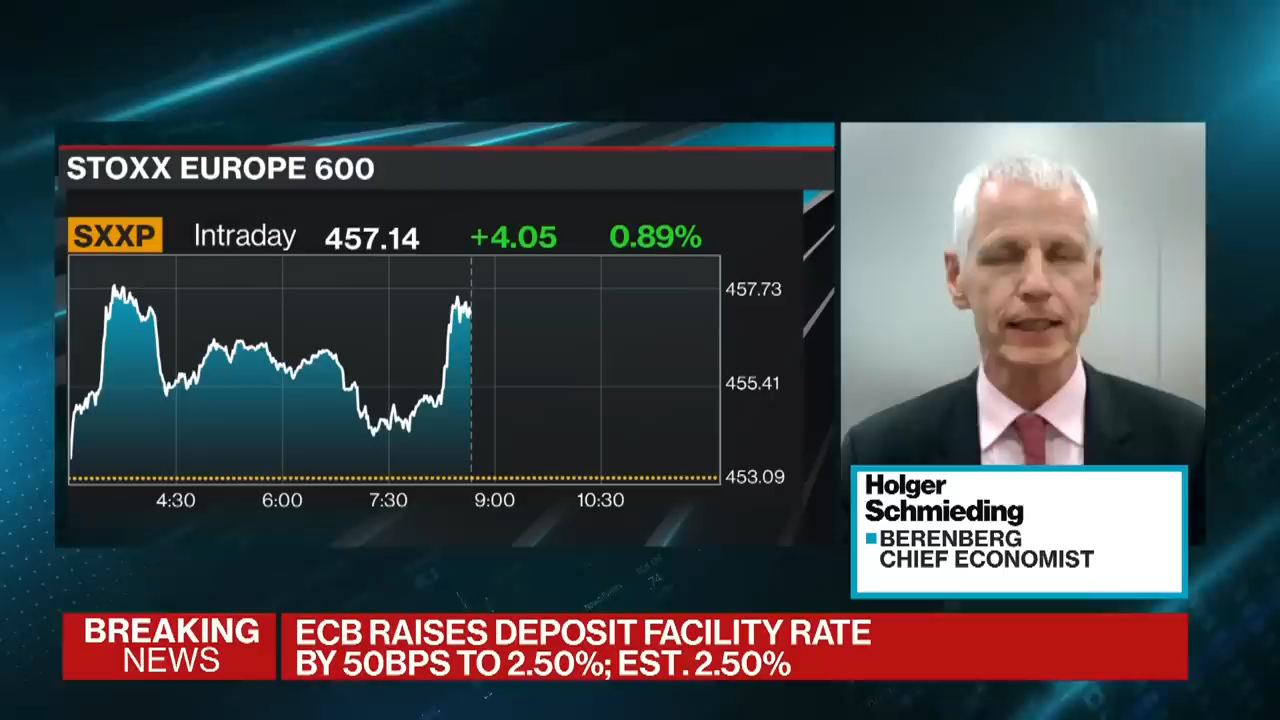 STOXX EUROPE 600
SXXP Intraday 457.14 +4.05 0.89%
457.73
455.41
453.09
4:30 6:00 7:30 9:00 10:30
Holger
Schmieding
BERENBERG
CHIEF ECONOMIST
BREAKING
NEWS
ECB RAISES DEPOSIT FACILITY RATE
BY 50BPS TO 2.50%; EST. 2.50%